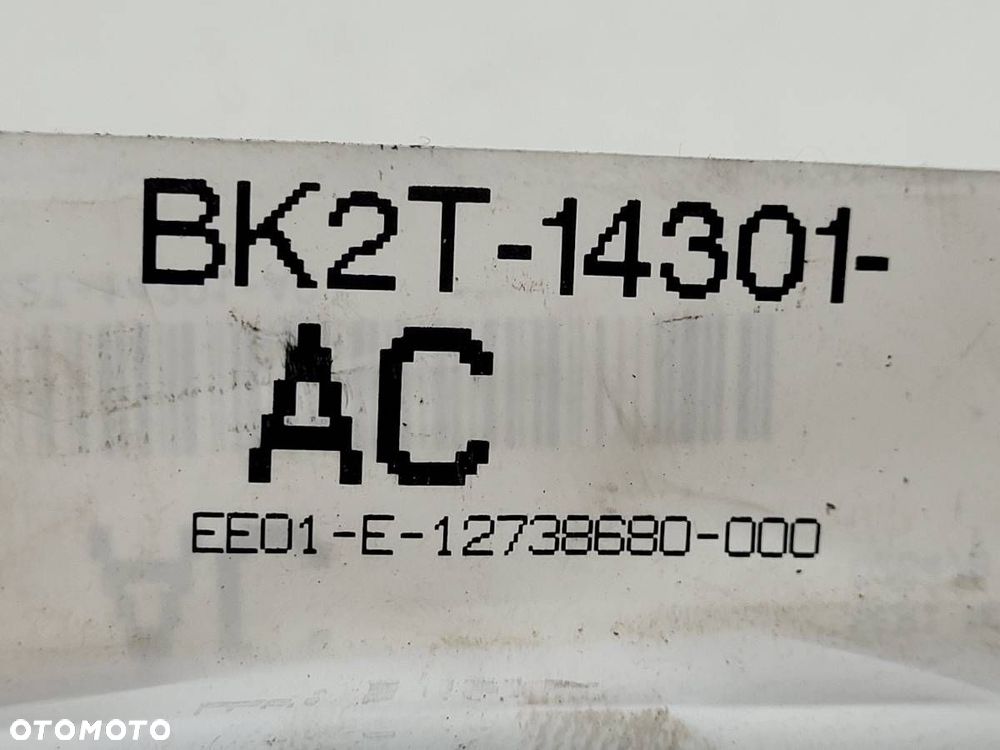 BK2T-14301-
AC
EE01-E-12738680-000
OTOMOTO